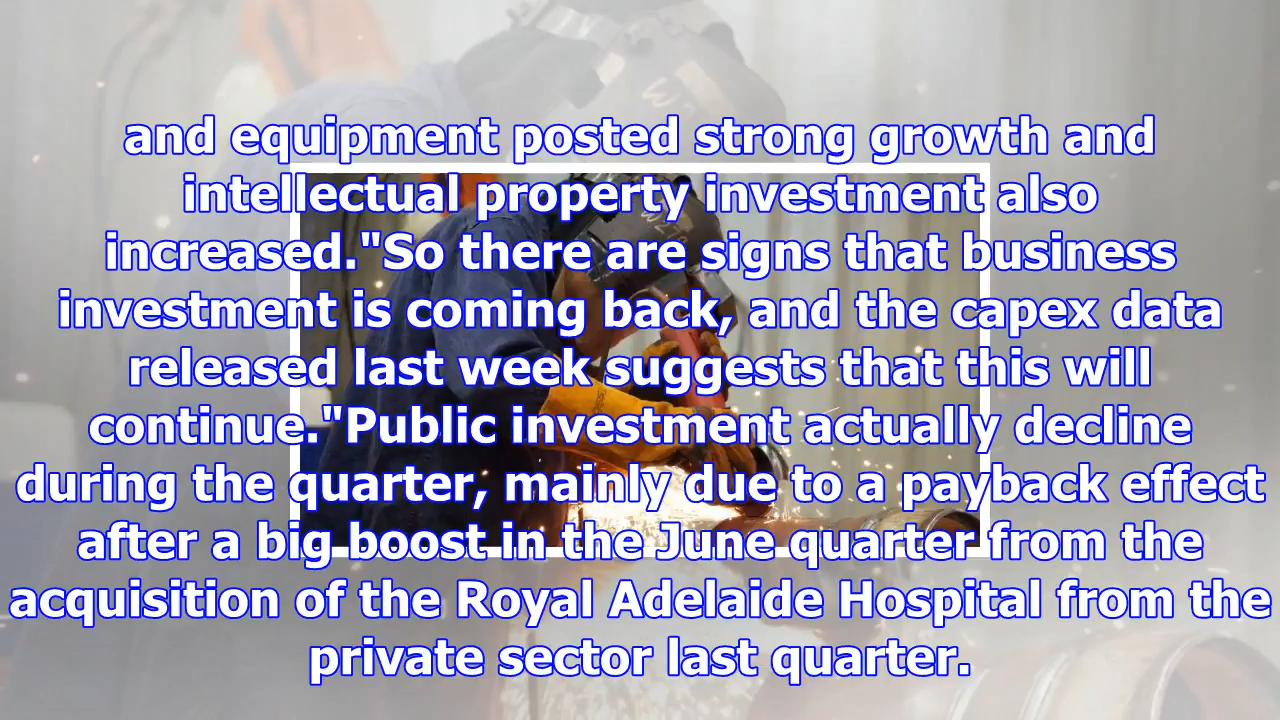 and equipment posted strong growth and
intellectual property investment also
increased."So there are signs that business
investment is coming back, and the capex data
released last week suggests that this will
continue."Public investment actually decline
during the quarter, mainly due to a payback effect
after a big boost in the June quarter from the
acquisition of the Royal Adelaide Hospital from the
private sector last quarter.